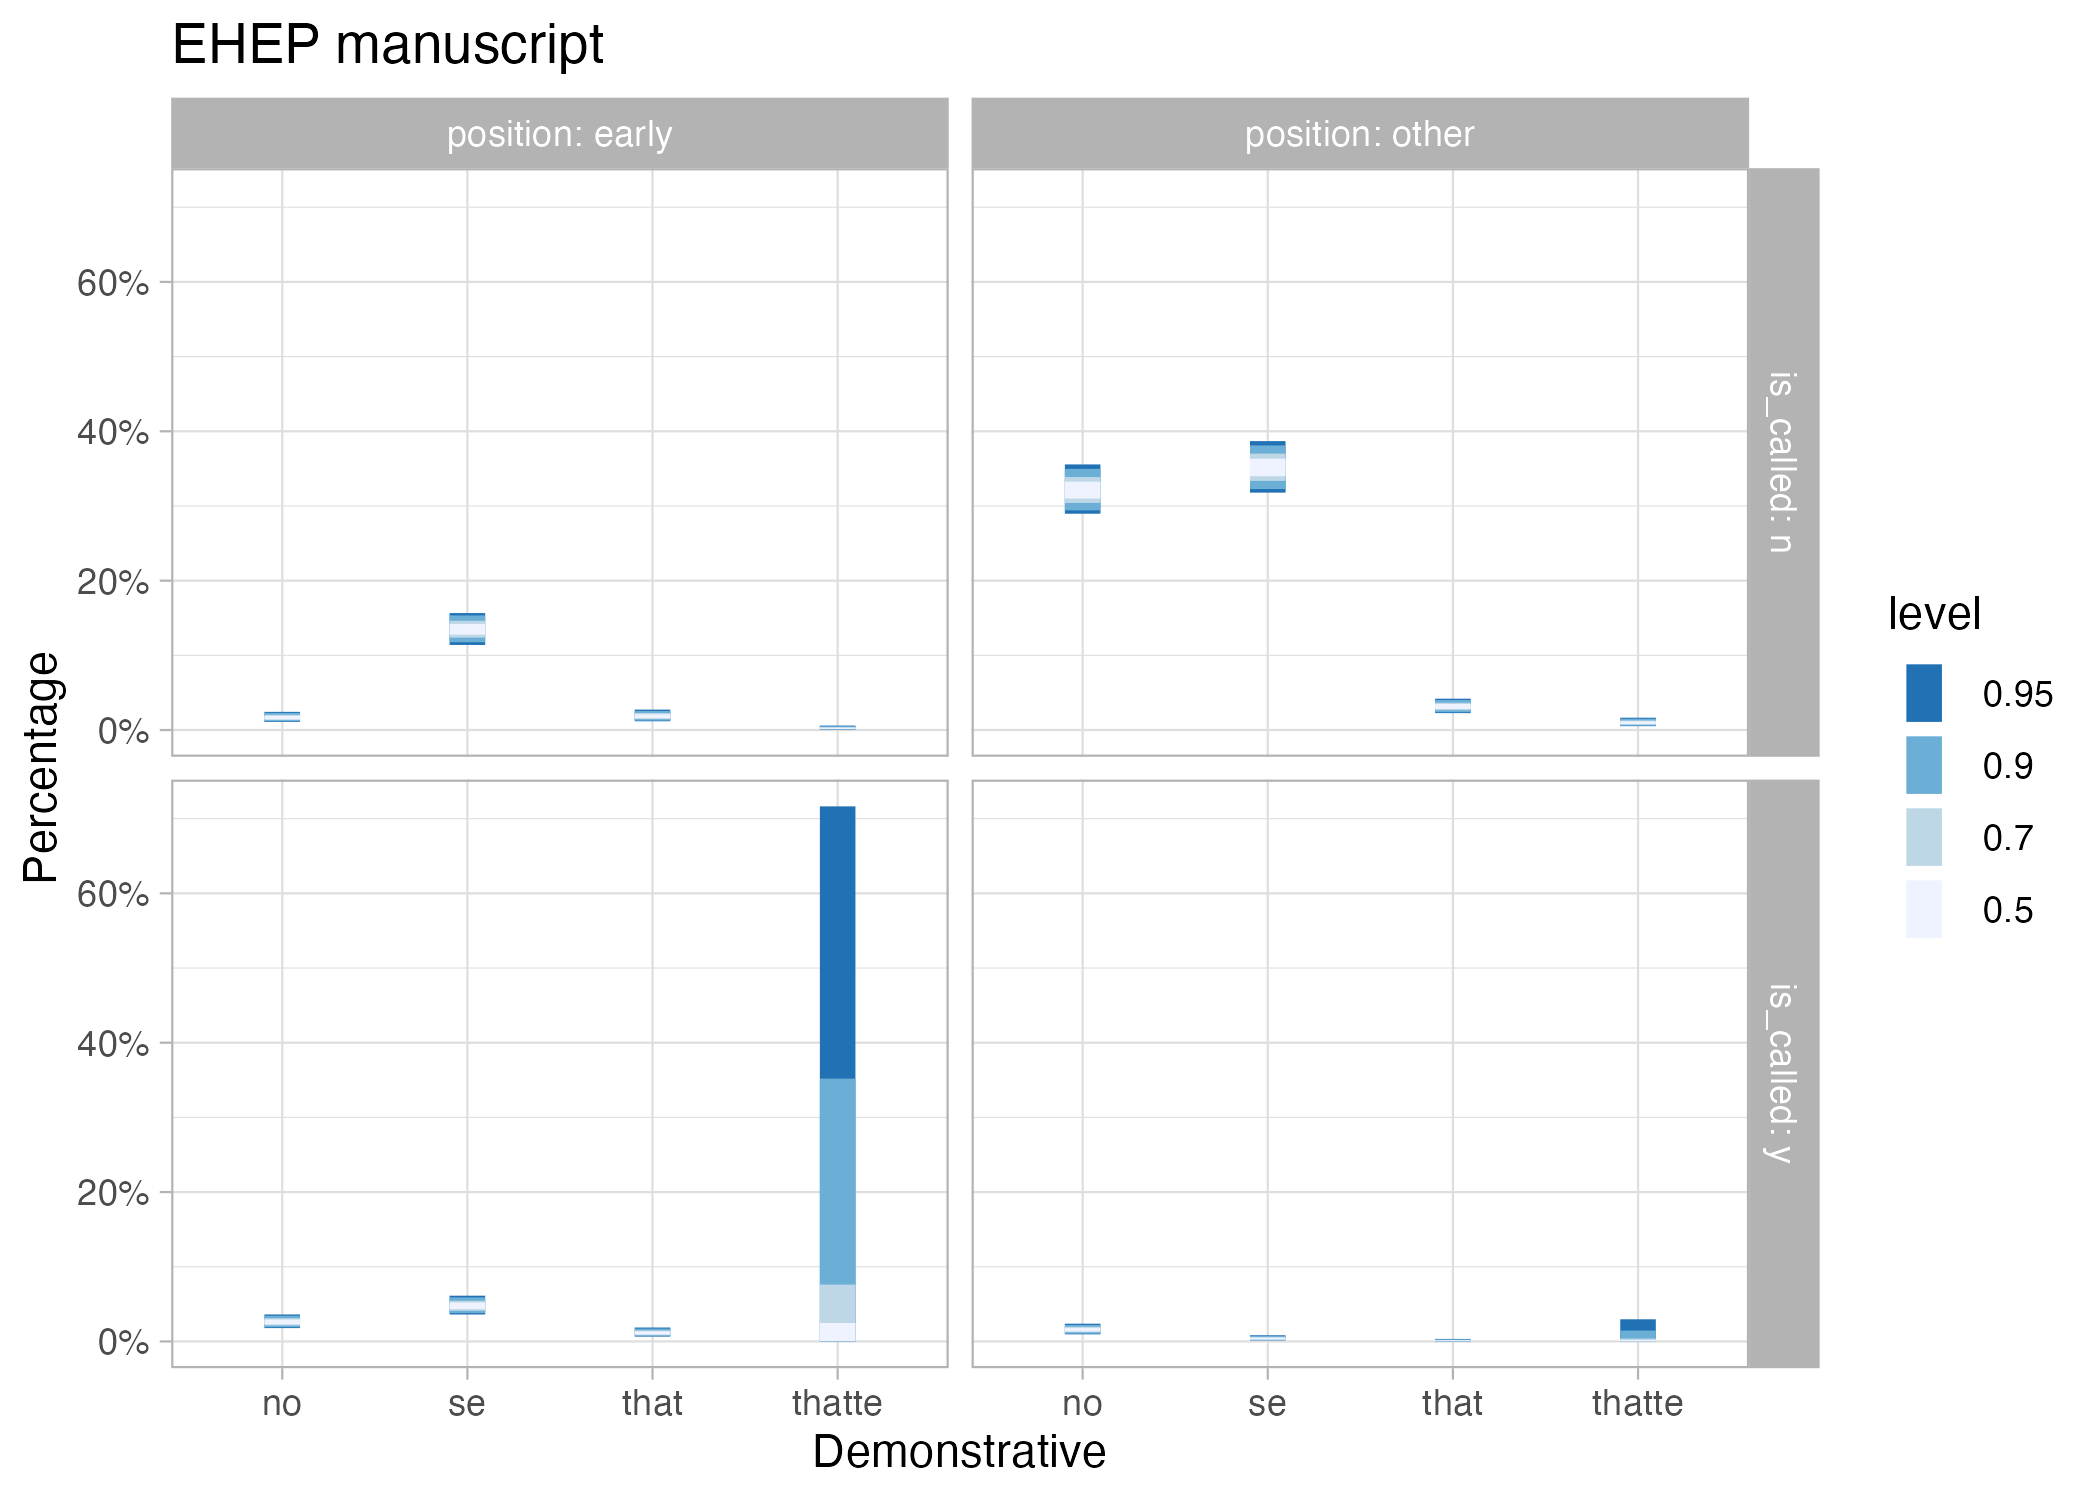 EHEP manuscript
position: early
position: other
60%
40%
20%
0%
is_called: n
Percentage
60%
40%
20%
0%
is_called: y
no se that thatte
no se that thatte
Demonstrative
level
0.95
0.9
0.7
0.5